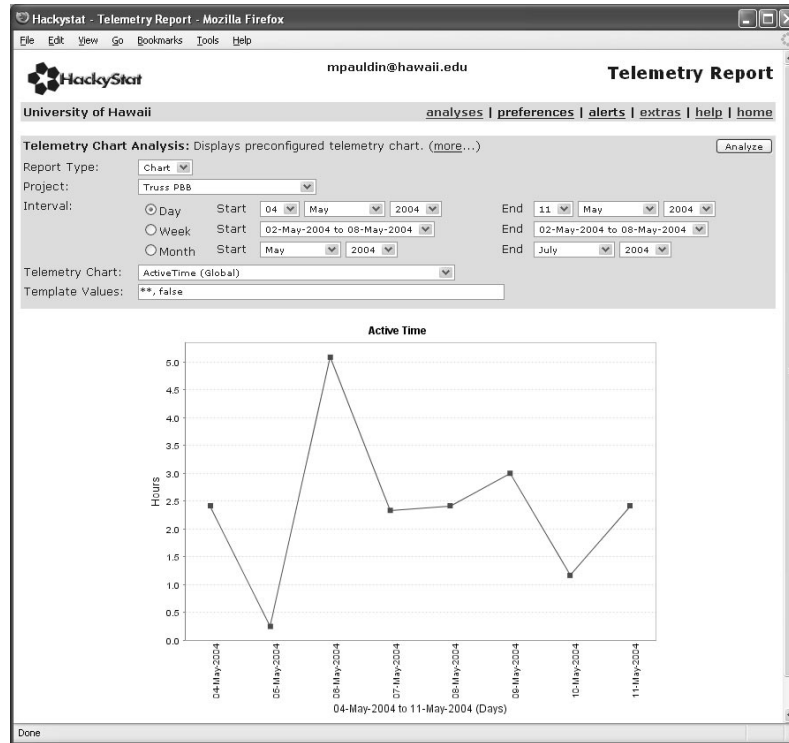 Hackystat - Telemetry Report - Mozilla Firefox
File Edit View Go Bookmarks Tools Help
HackyStat
mpauldin@hawaii.edu
Telemetry Report
University of Hawaii
analyses | preferences | alerts | extras | help | home
Telemetry Chart Analysis: Displays preconfigured telemetry chart. (more...)
Analyze
Report Type: Chart
Project: Truss PBB
Interval: Day Start 04 May 2004 End 11 May 2004
Week Start 02-May-2004 to 08-May-2004 End 02-May-2004 to 08-May-2004
Month Start May 2004 End July 2004
Telemetry Chart: ActiveTime (Global)
Template Values: **, false
Active Time
5.0
4.5
4.0
3.5
3.0
2.5
2.0
1.5
1.0
0.5
0.0
Hours
04-May-2004
05-May-2004
06-May-2004
07-May-2004
08-May-2004
09-May-2004
10-May-2004
11-May-2004
04-May-2004 to 11-May-2004 (Days)
Done